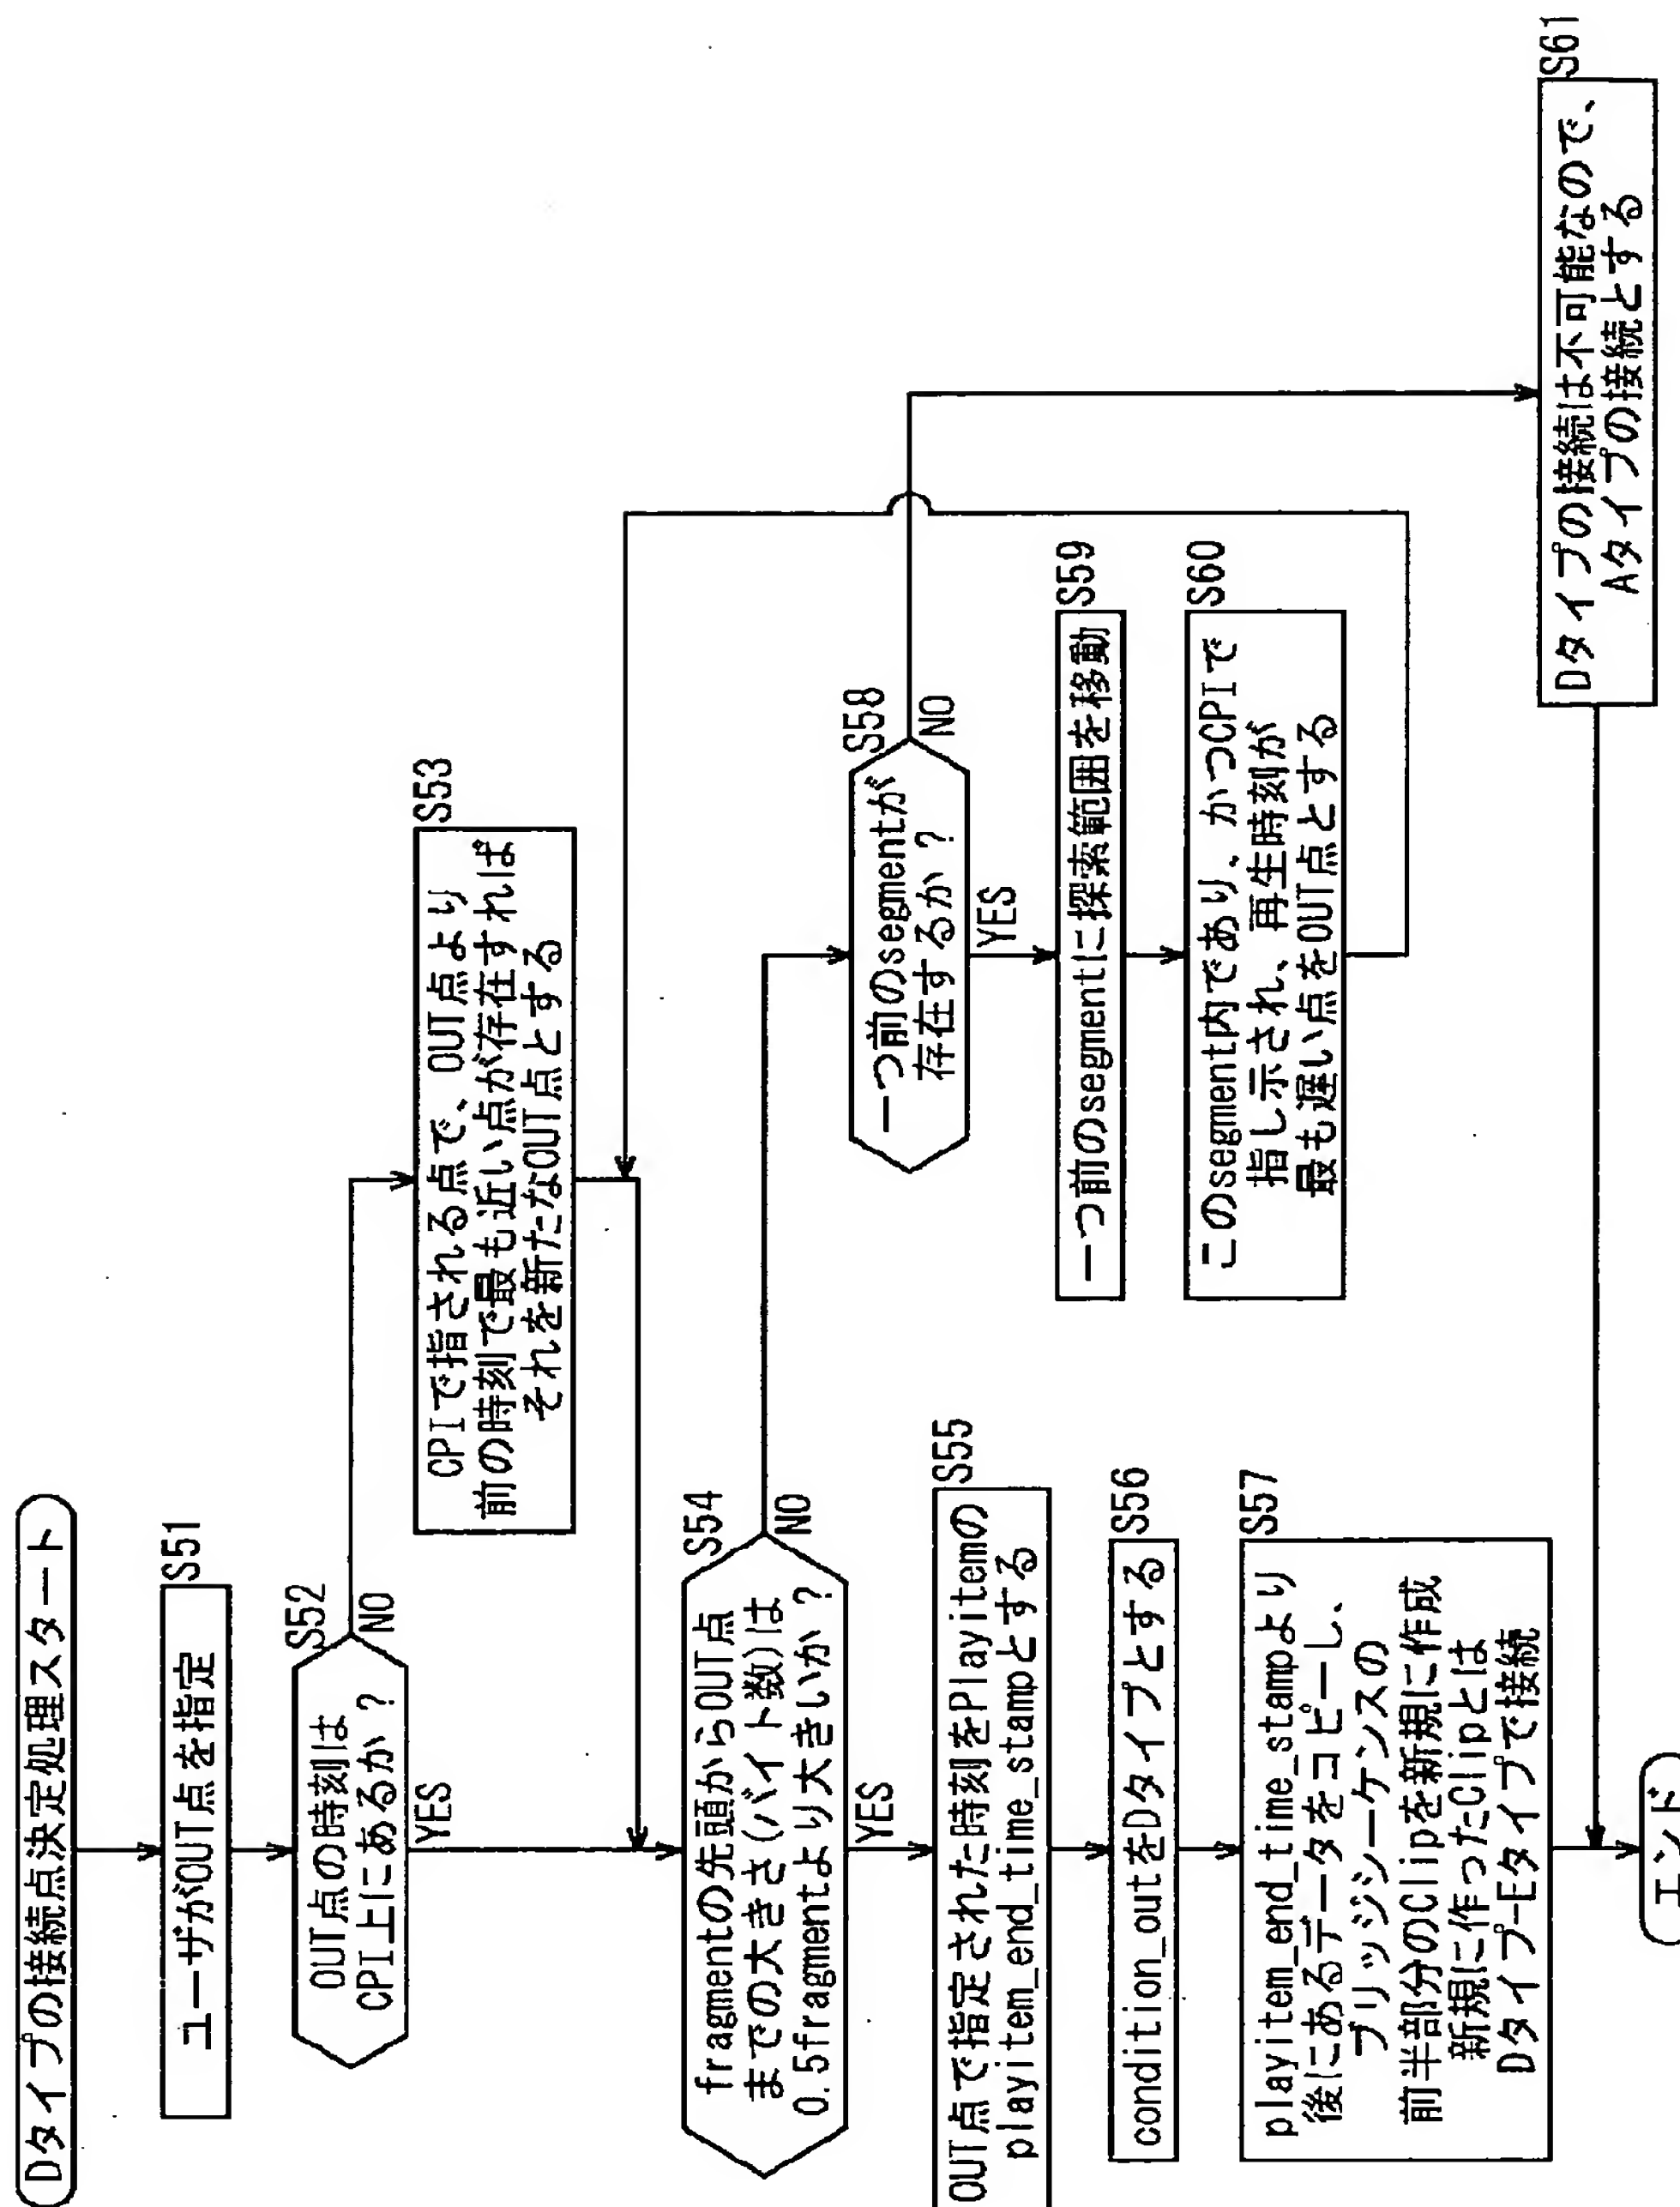 Dタイプの接続点決定処理スタート
S51
ユーザがOUT点を指定
S52
OUT点の時刻は
CPI上にあるか？
NO
YES
S53
CPIで指される点で、OUT点より
前の時刻で最も近い点が存在すれば
それを新たなOUT点とする
S54
fragmentの先頭からOUT点
までの大きさ(バイト数)は
0.5fragmentより大きいか？
NO
YES
S55
OUT点で指定された時刻をPlayitemの
playitem_end_time_stampとする
S56
condition_outをDタイプとする
S57
playitem_end_time_stampより
後にあるデータをコピーし、
ブリッジシーケンスの
前半部分のClipを新規に作成
新規に作ったClipとは
Dタイプ-Eタイプで接続
S58
一つ前のsegmentが
存在するか？
NO
YES
S59
一つ前のsegmentに探索範囲を移動
S60
このsegment内であり、かつCPIで
指し示され、再生時刻が
最も遅い点をOUT点とする
S61
Dタイプの接続は不可能なので、
Aタイプの接続とする
エンド